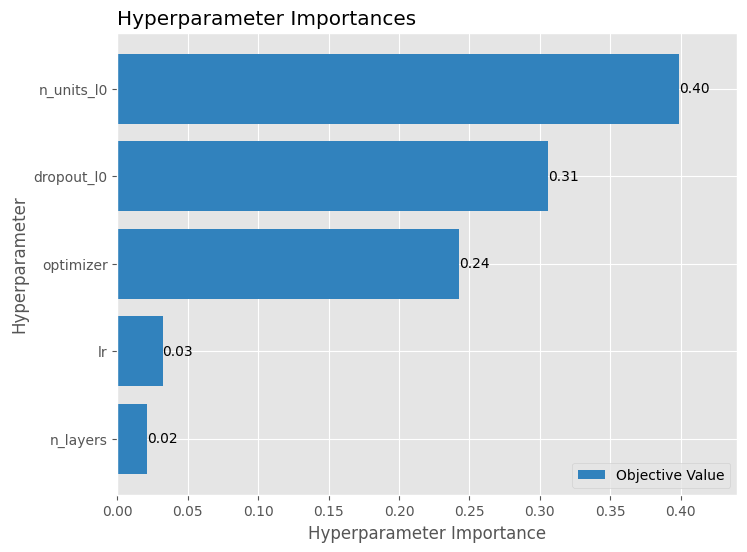 Hyperparameter Importances
Hyperparameter
n_units_l0
0.40
dropout_l0
0.31
optimizer
0.24
lr
0.03
n_layers
0.02
Objective Value
0.00 0.05 0.10 0.15 0.20 0.25 0.30 0.35 0.40
Hyperparameter Importance